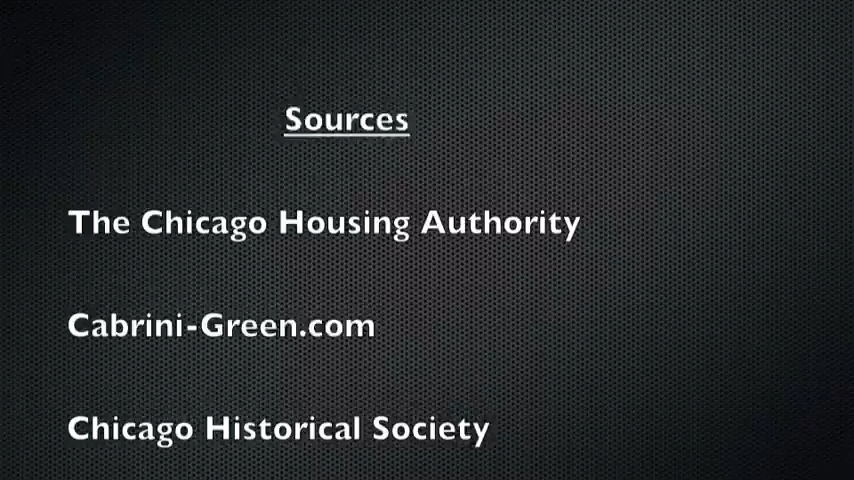 Sources
The Chicago Housing Authority
Cabrini-Green.com
Chicago Historical Society